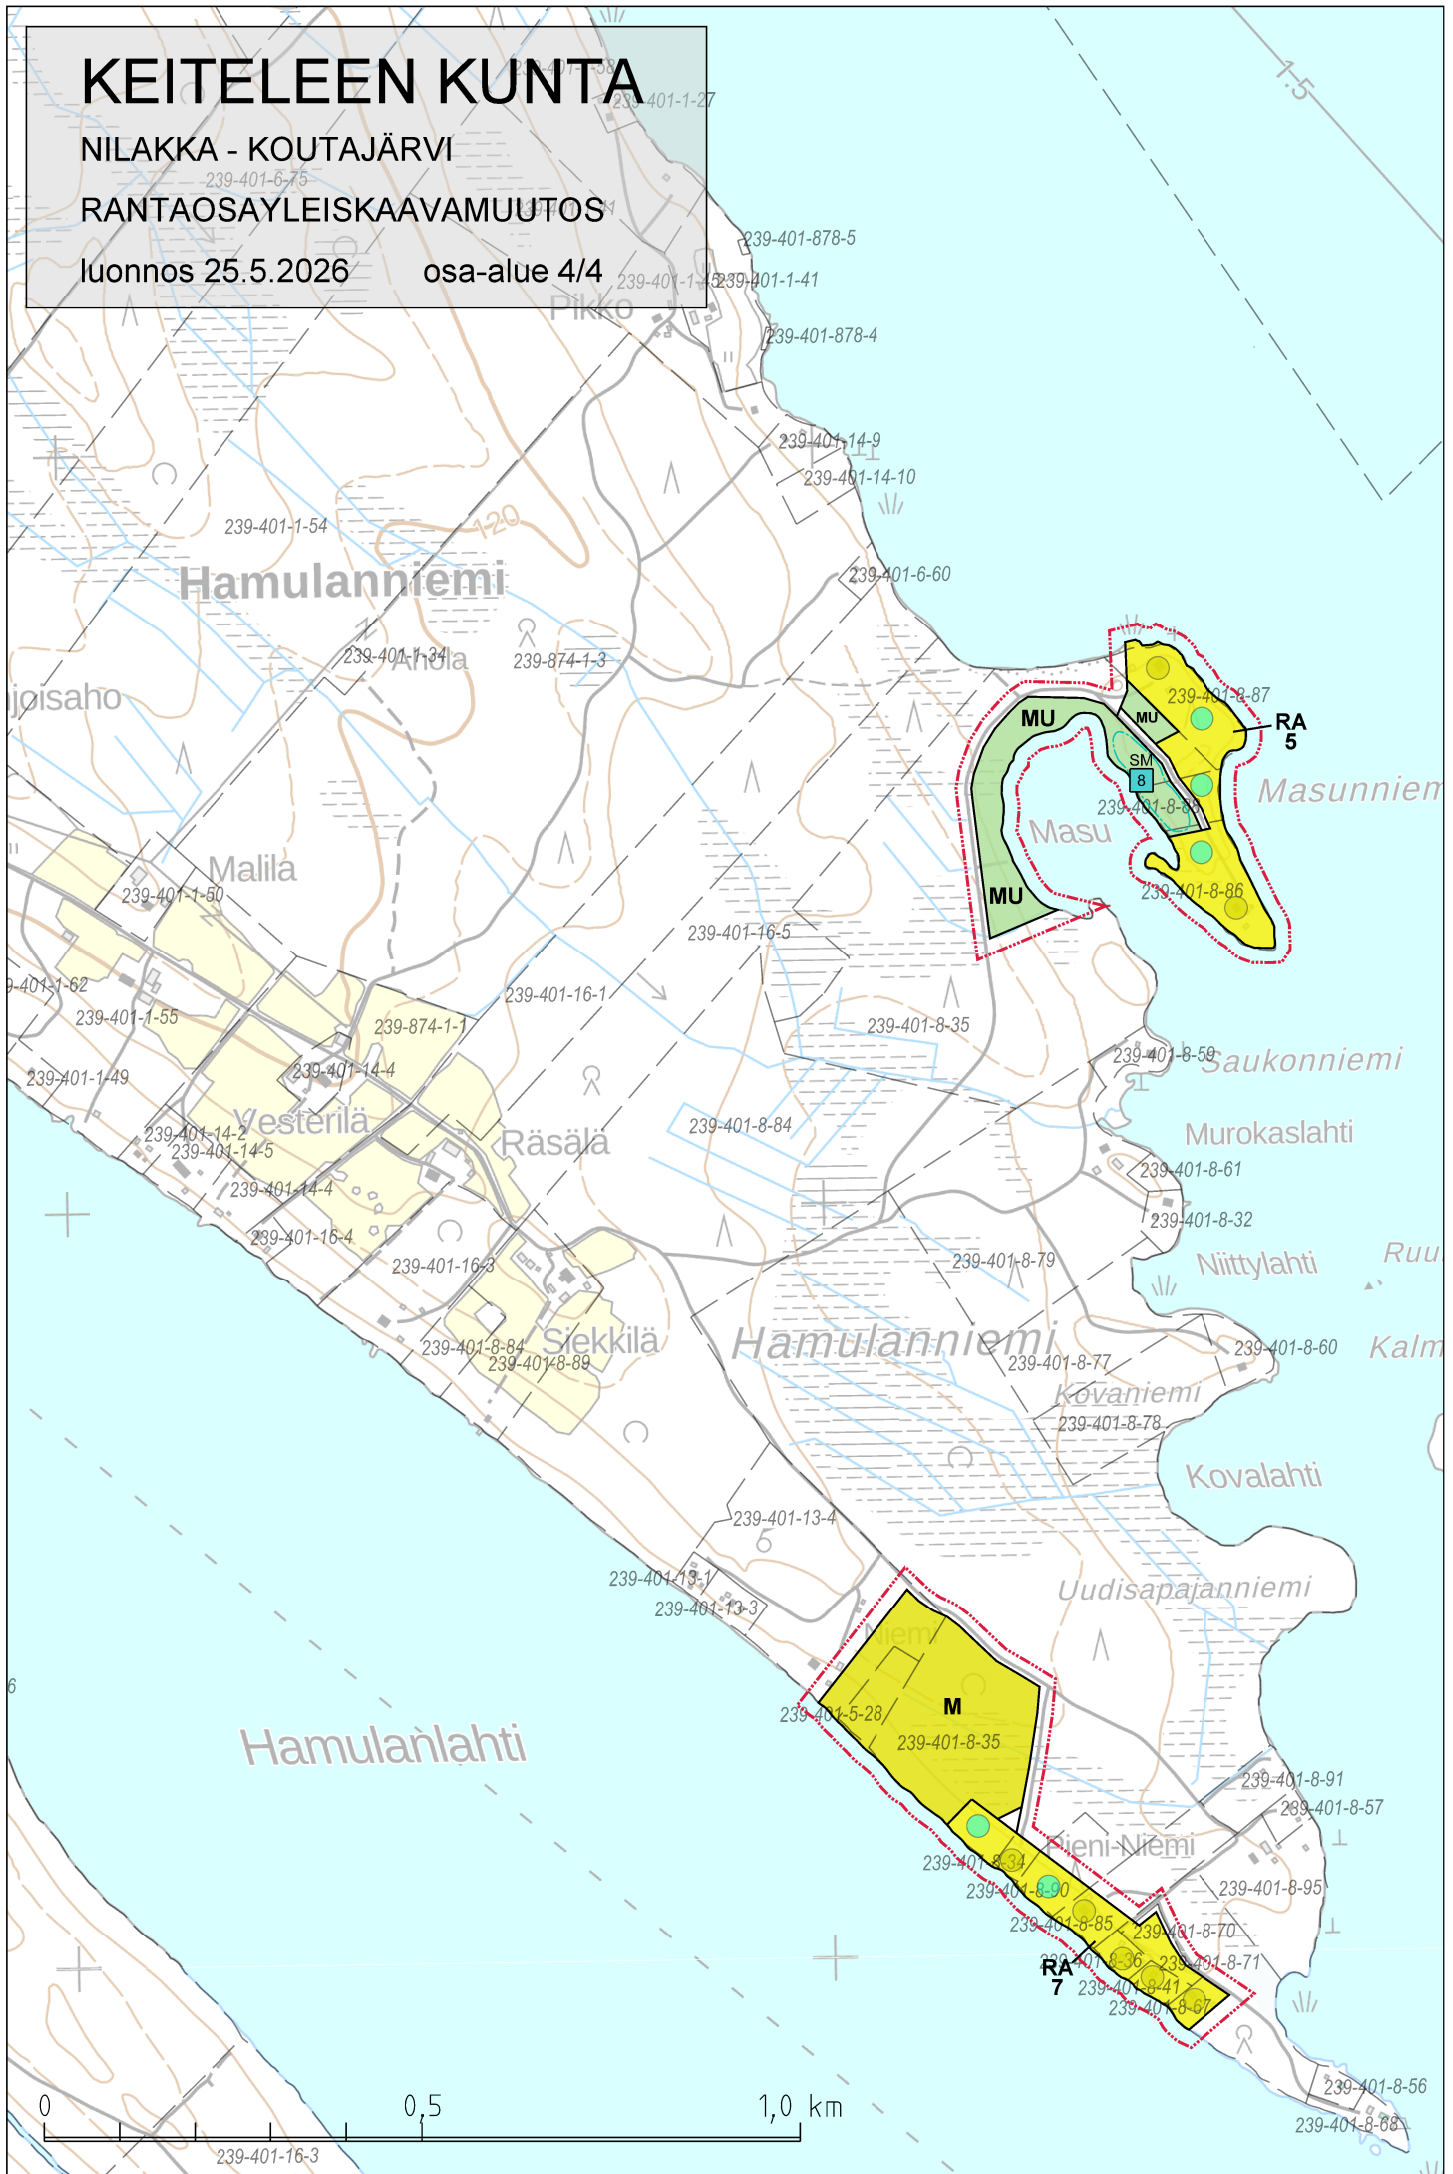 KEITELEEN KUNTA
NILAKKA - KOUTAJÄRVI
RANTAOSAYLEISKAAVAMUUTOS
luonnos 25.5.2026 osa-alue 4/4
239-401-1-27
1.5
239-401-6-75
239-401-878-5
239-401-1-41
Pikko
239-401-878-4
239-401-14-9
239-401-14-10
239-401-1-54
120
Hamulanniemi
239-401-6-60
239-401-1-34
Ahola
239-874-1-3
239-401-8-87
MU
MU
RA
5
SM
8
239-401-8-88
Masu
Malila
239-401-1-50
239-401-8-86
MU
239-401-16-5
239-401-16-1
239-401-1-55
239-874-1-1
239-401-8-35
239-401-8-59
Saukonniemi
239-401-1-49
239-401-14-4
Vesterilä
239-401-14-2
239-401-14-5
Räsälä
239-401-8-84
Murokaslahti
239-401-8-61
239-401-14-4
239-401-8-32
239-401-16-4
239-401-16-3
239-401-8-79
Niittylahti
Siekkilä
239-401-8-84
239-401-8-89
Hamulanniemi
239-401-8-60
239-401-8-77
Kovaniemi
239-401-8-78
Kovalahti
239-401-13-4
239-401-13-1
239-401-13-3
Uudisapajanniemi
Niemi
M
239-401-5-28
239-401-8-35
Hamulanlahti
239-401-8-91
239-401-8-57
Pieni-Niemi
239-401-8-34
239-401-8-90
239-401-8-95
239-401-8-85
239-401-8-70
239-401-8-36
239-401-8-71
RA
7
239-401-8-41
239-401-8-67
239-401-8-56
239-401-8-68
0 0,5 1,0 km
239-401-16-3